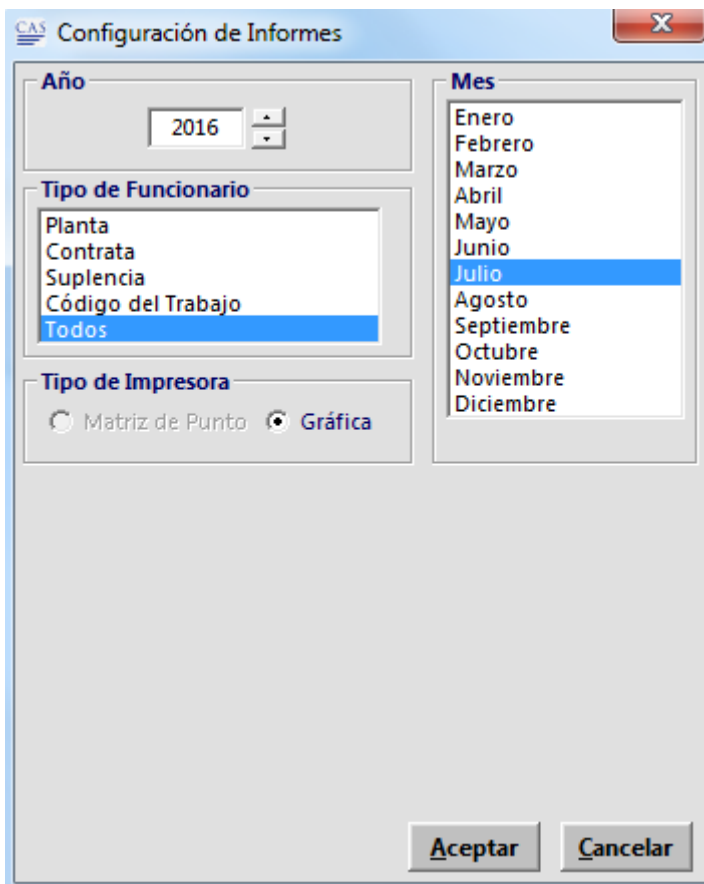 CAS Configuración de Informes
Año
2016
Tipo de Funcionario
Planta
Contrata
Suplencia
Código del Trabajo
Todos
Tipo de Impresora
Matriz de Punto Gráfica
Mes
Enero
Febrero
Marzo
Abril
Mayo
Junio
Julio
Agosto
Septiembre
Octubre
Noviembre
Diciembre
Aceptar Cancelar